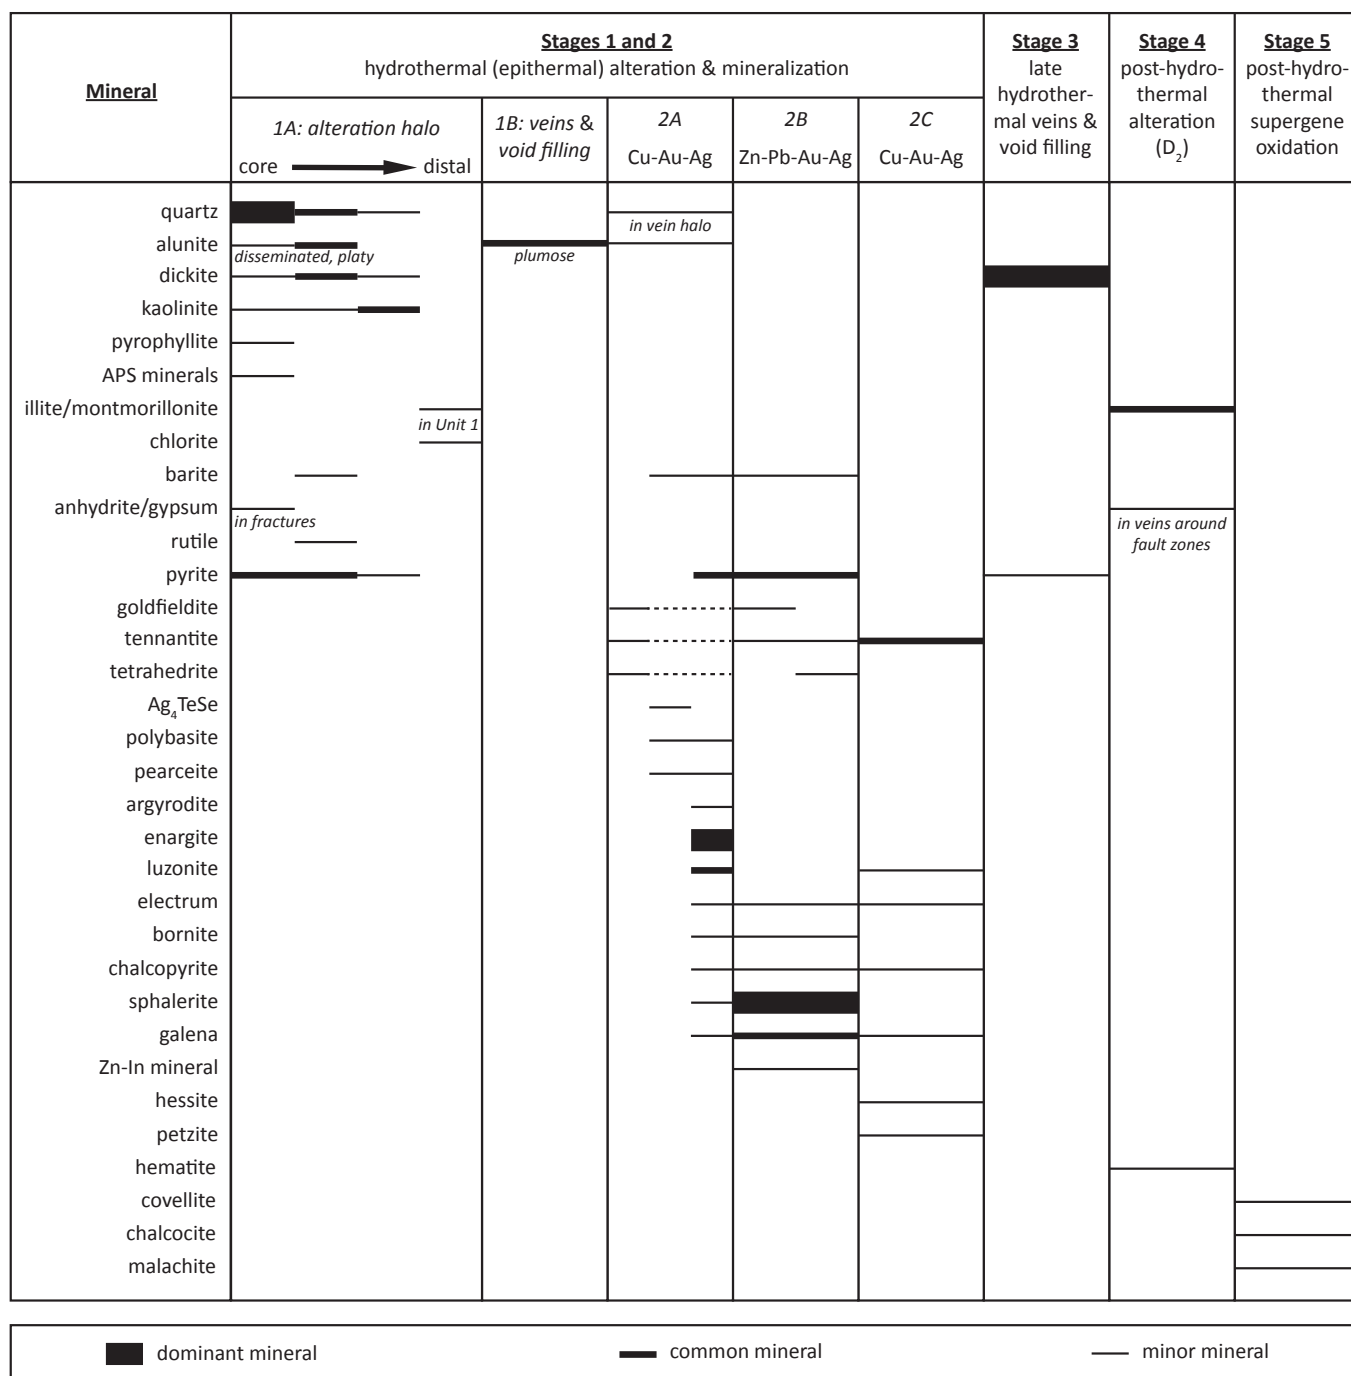 Mineral
Stages 1 and 2
hydrothermal (epithermal) alteration & mineralization
Stage 3
late
hydrother-
mal veins &
void filling
Stage 4
post-hydro-
thermal
alteration
(D₂)
Stage 5
post-hydro-
thermal
supergene
oxidation
1A: alteration halo
core distal
1B: veins &
void filling
2A
Cu-Au-Ag
2B
Zn-Pb-Au-Ag
2C
Cu-Au-Ag
quartz
in vein halo
alunite
disseminated, platy
plumose
dickite
kaolinite
pyrophyllite
APS minerals
illite/montmorillonite
in Unit 1
chlorite
barite
anhydrite/gypsum
in fractures
in veins around
fault zones
rutile
pyrite
goldfieldite
tennantite
tetrahedrite
Ag₄TeSe
polybasite
pearceite
argyrodite
enargite
luzonite
electrum
bornite
chalcopyrite
sphalerite
galena
Zn-In mineral
hessite
petzite
hematite
covellite
chalcocite
malachite
dominant mineral common mineral minor mineral